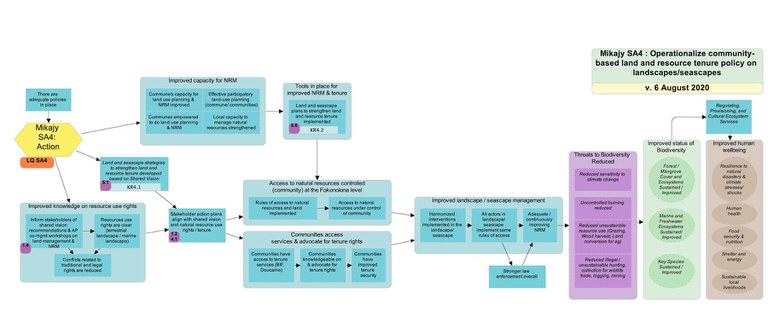 Mikajy SA4 : Operationalize community-
based land and resource tenure policy on
landscapes/seascapes
v. 6 August 2020
There are
adequate policies
in place
Mikajy
SA4:
Action
LQ SA4
Improved capacity for NRM
Commune's capacity for
land use planning &
NRM improved
Effective participatory
land-use planning
(commune/ communities)
Communes empowered
to do land use planning
& NRM
Local capacity to
manage natural
resources strengthened
Tools in place for
improved NRM & tenure
Land and seascape
plans to strengthen land
and resource tenure
implemented
4.9
KR4.2
Land and seascape strategies
to strengthen land and
resource tenure developed
based on Shared Vision
5.1
KR4.1
Improved knowledge on resource use rights
Inform stakeholders of
shared vision
recommendations & AP
co-mgmt workshops on
land management &
NRM
1.4
Resources use
rights are clear
(terrestrial
landscape / marine
landscape)
Conflicts related to
traditional and legal
rights are reduced
Stakeholder action plans
align with shared vision
and natural resource use
rights / tenure
1.2
4.1
Access to natural resources controlled
(community) at the Fokonolona level
Rules of access to natural
resources and land
implemented
Access to natural
resources under control
of community
Communities access
services & advocate for tenure rights
Communities have
access to tenure
services (BIF,
Dousaine)
Communities
knowledgeable on
& advocate for
tenure rights
Communities
have
improved
tenure
security
Improved landscape / seascape management
Harmonized
interventions
implemented in the
landscape/
seascape
All actors in
landscape/
seascape implement
same rules of
access
Adequate /
continuously
improving
NRM
Stronger law
enforcement overall
Threats to Biodiversity
Reduced
Reduced sensitivity to
climate change
Uncontrolled burning
reduced
Reduced unsustainable
resource use (Grazing,
Wood harvest, Land
conversion for ag)
Reduced illegal /
unsustainable hunting,
collection for wildlife
trade, logging, mining
Improved status of
Biodiversity
Forest /
Mangrove
Cover and
Ecosystems
Sustained /
Improved
Marine and
Freshwater
Ecosystems
Sustained/
Improved
Key Species
Sustained /
Improved
Regulating,
Provisioning, and
Cultural Ecosystem
Services
Improved human
wellbeing
Resilience to
natural
disasters &
climate
stresses/
shocks
Human
health
Food
security &
nutrition
Shelter and
energy
Sustainable
local
livelihoods